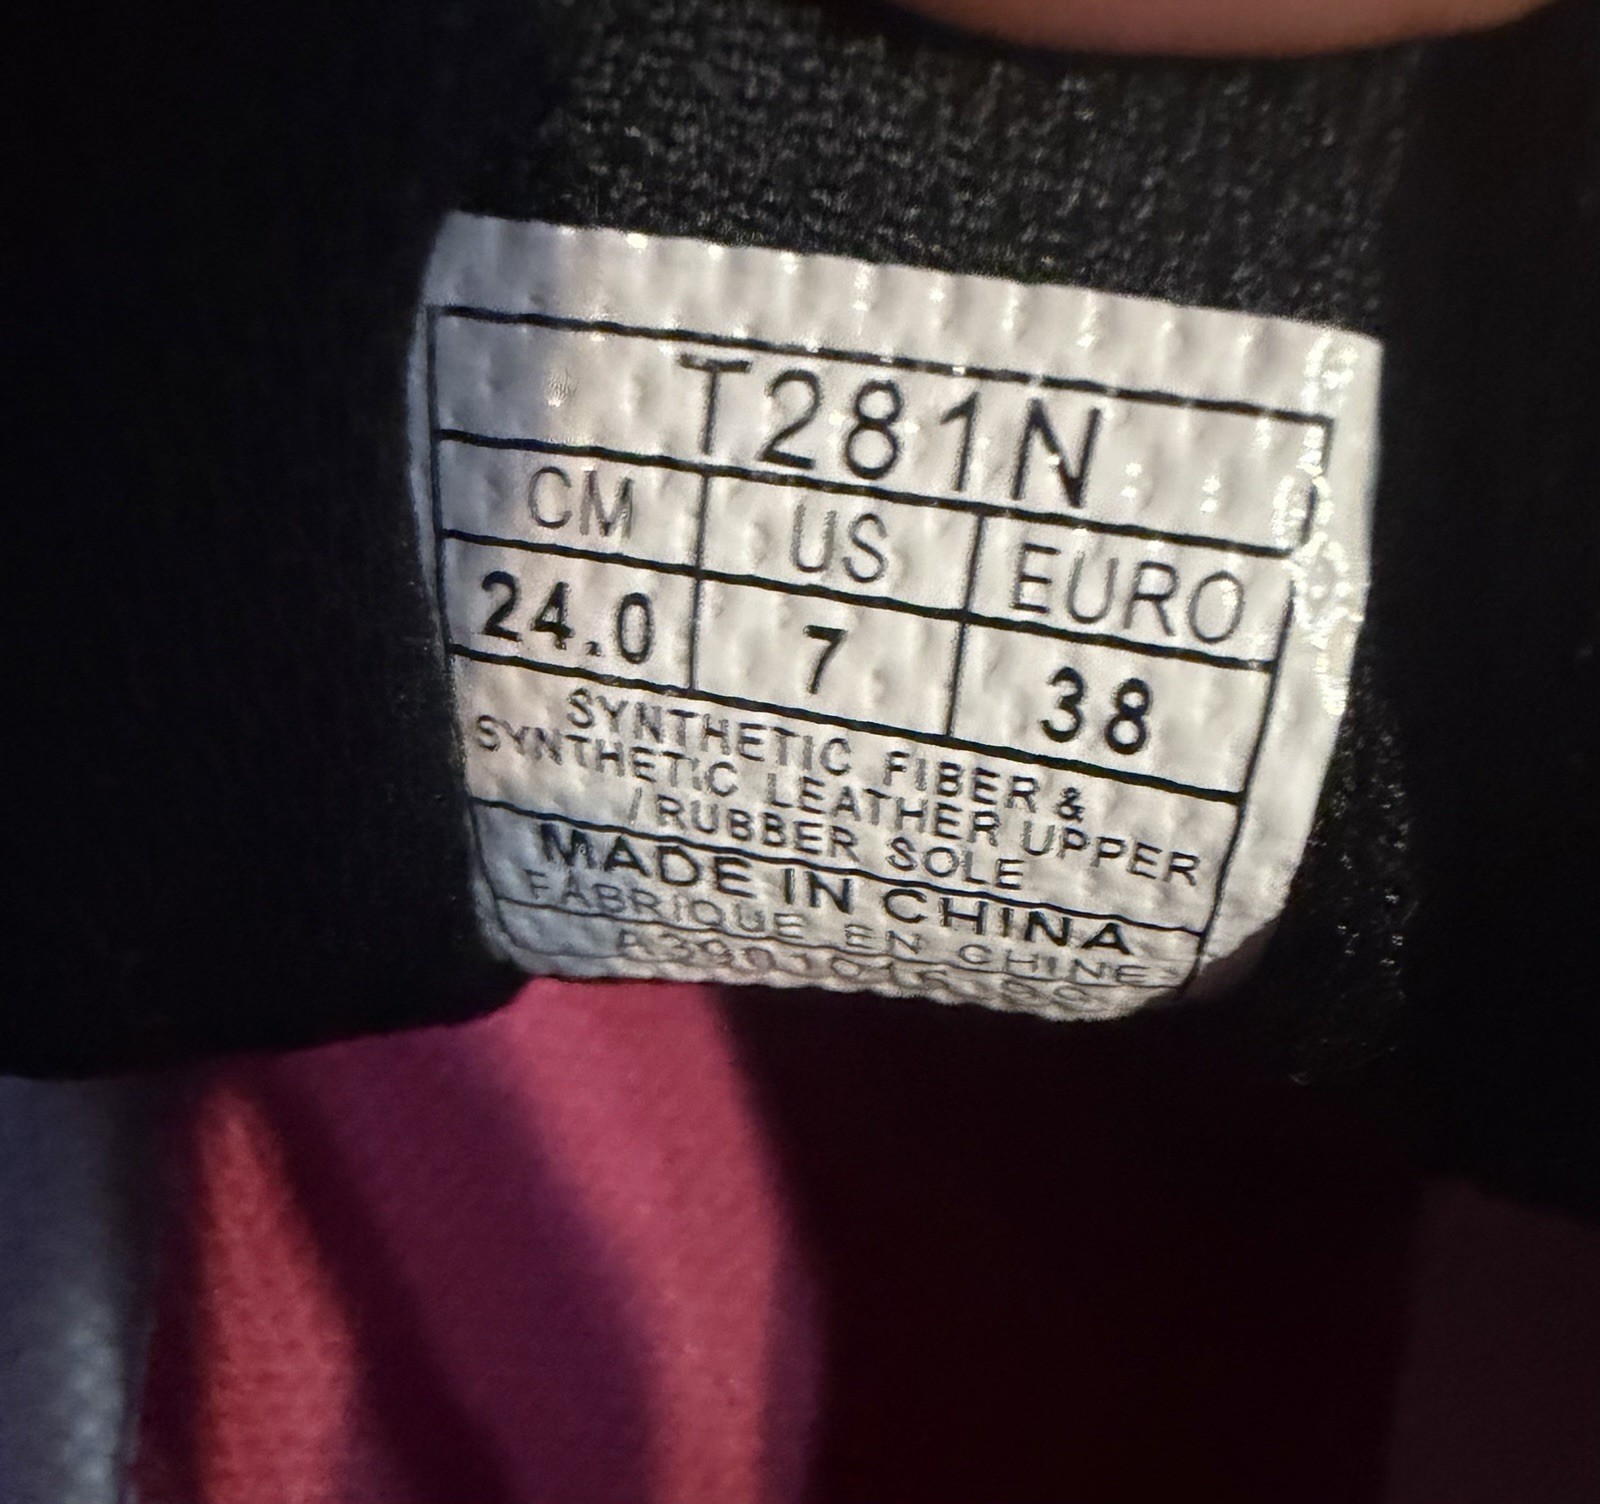 T281N
CM US EURO
24.0 7 38
SYNTHETIC FIBER &
SYNTHETIC LEATHER UPPER
/RUBBER SOLE
MADE IN CHINA
FABRIQUE EN CHINE